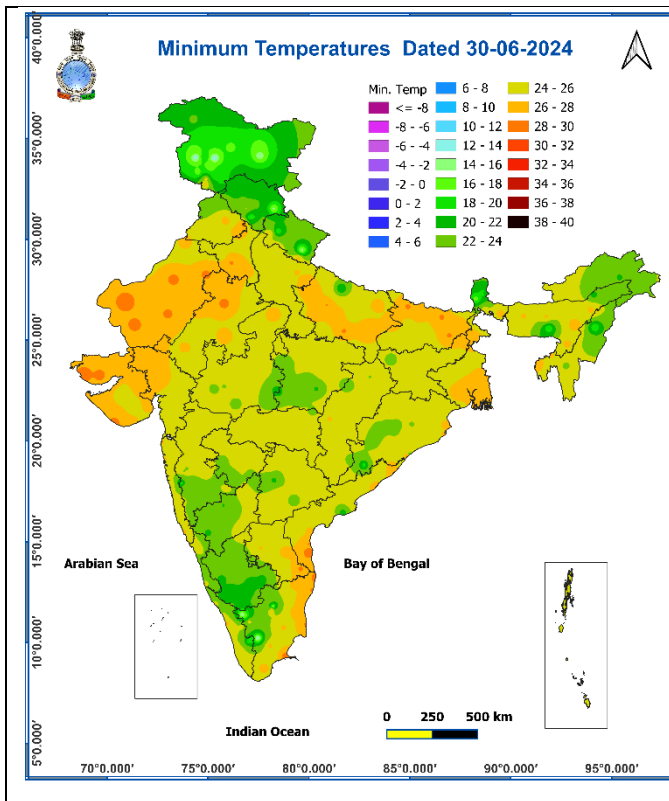 Minimum Temperatures Dated 30-06-2024
Min. Temp
<= -8
-8 - -6
-6 - -4
-4 - -2
-2 - 0
0 - 2
2 - 4
4 - 6
6 - 8
8 - 10
10 - 12
12 - 14
14 - 16
16 - 18
18 - 20
20 - 22
22 - 24
24 - 26
26 - 28
28 - 30
30 - 32
32 - 34
34 - 36
36 - 38
38 - 40
40°0.000'
35°0.000'
30°0.000'
25°0.000'
20°0.000'
15°0.000'
10°0.000'
5°0.000'
Arabian Sea
Bay of Bengal
Indian Ocean
0 250 500 km
70°0.000' 75°0.000' 80°0.000' 85°0.000' 90°0.000' 95°0.000'